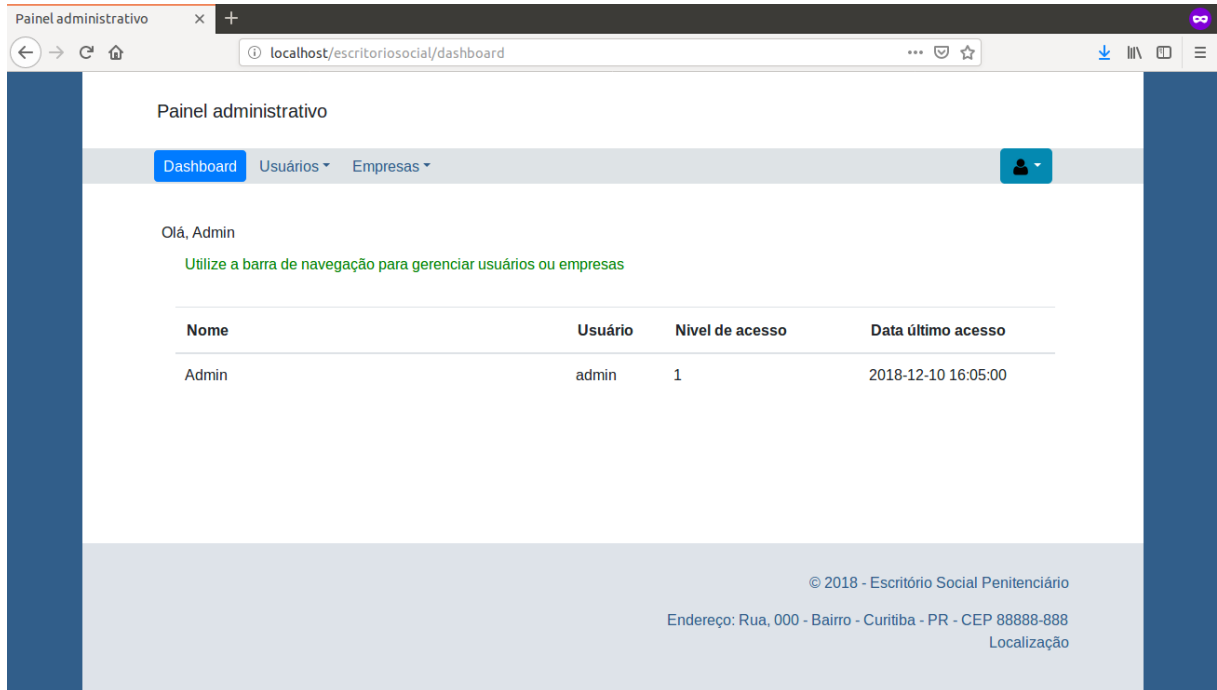 Painel administrativo
localhost/escritoriosocial/dashboard
Painel administrativo
Dashboard Usuários Empresas
Olá, Admin
Utilize a barra de navegação para gerenciar usuários ou empresas
Nome Usuário Nivel de acesso Data último acesso
Admin admin 1 2018-12-10 16:05:00
© 2018 - Escritório Social Penitenciário
Endereço: Rua, 000 - Bairro - Curitiba - PR - CEP 88888-888
Localização